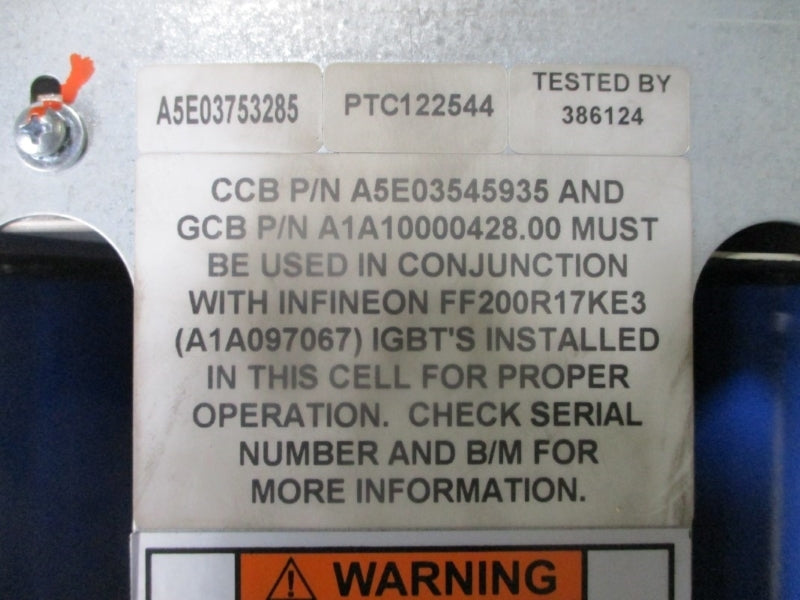 A5E03753285
PTC122544
TESTED BY
386124
CCB P/N A5E03545935 AND
GCB P/N A1A10000428.00 MUST
BE USED IN CONJUNCTION
WITH INFINEON FF200R17KE3
(A1A097067) IGBT'S INSTALLED
IN THIS CELL FOR PROPER
OPERATION. CHECK SERIAL
NUMBER AND B/M FOR
MORE INFORMATION.
WARNING